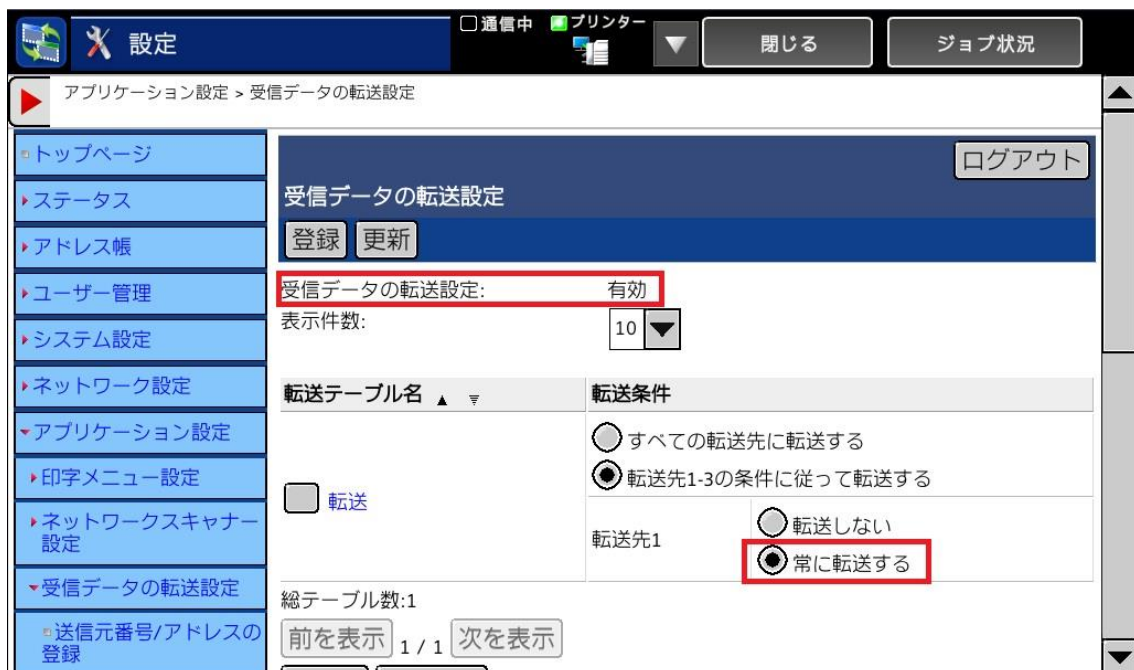 設定
通信中
プリンター
閉じる
ジョブ状況
アプリケーション設定 > 受信データの転送設定
トップページ
ステータス
アドレス帳
ユーザー管理
システム設定
ネットワーク設定
アプリケーション設定
印字メニュー設定
ネットワークスキャナー
設定
受信データの転送設定
送信元番号/アドレスの
登録
ログアウト
受信データの転送設定
登録 更新
受信データの転送設定: 有効
表示件数: 10
転送テーブル名 転送条件
すべての転送先に転送する
転送先1-3の条件に従って転送する
転送
転送先1
転送しない
常に転送する
総テーブル数:1
前を表示 1 / 1 次を表示